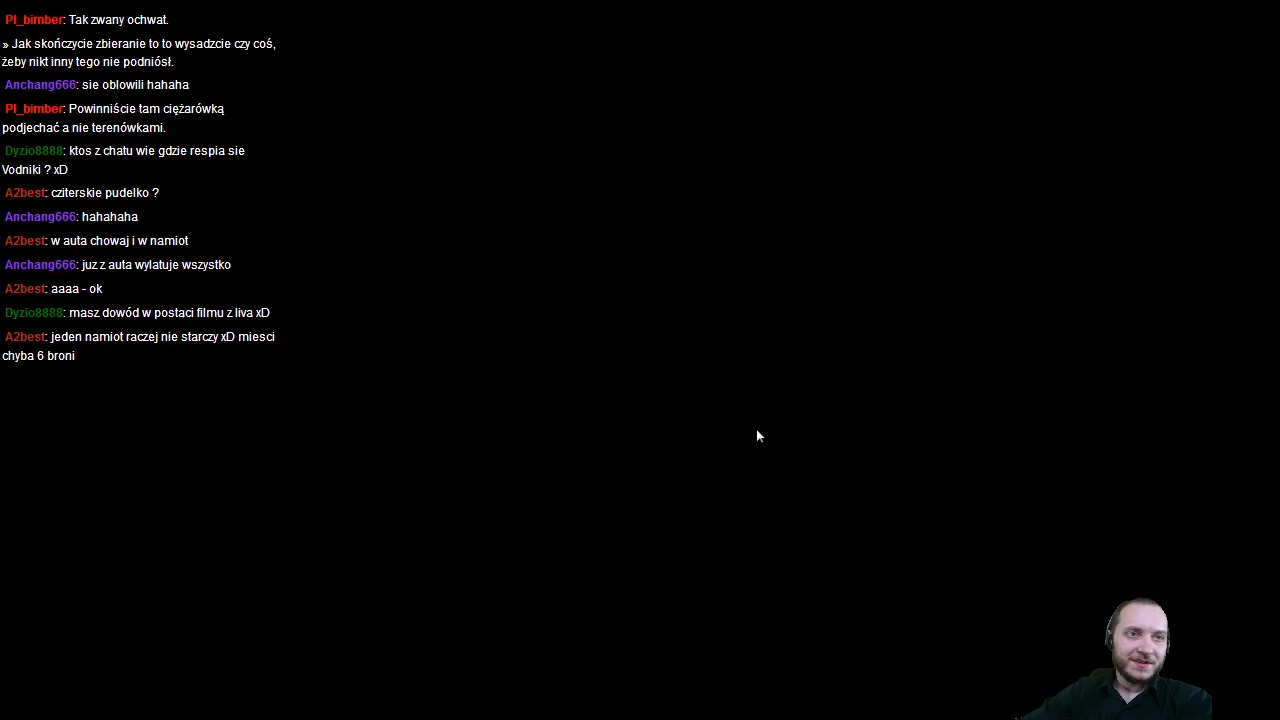 Pl_bimber: Tak zwany ochwat.
» Jak skończycie zbieranie to to wysadzcie czy coś,
żeby nikt inny tego nie podniósł.
Anchang666: sie oblowili hahaha
Pl_bimber: Powinniście tam ciężarówką
podjechać a nie terenówkami.
Dyzio8888: ktos z chatu wie gdzie respia sie
Vodniki ? xD
A2best: cziterskie pudelko ?
Anchang666: hahahaha
A2best: w auta chowaj i w namiot
Anchang666: juz z auta wylatuje wszystko
A2best: aaaa - ok
Dyzio8888: masz dowód w postaci filmu z liva xD
A2best: jeden namiot raczej nie starczy xD miesci
chyba 6 broni